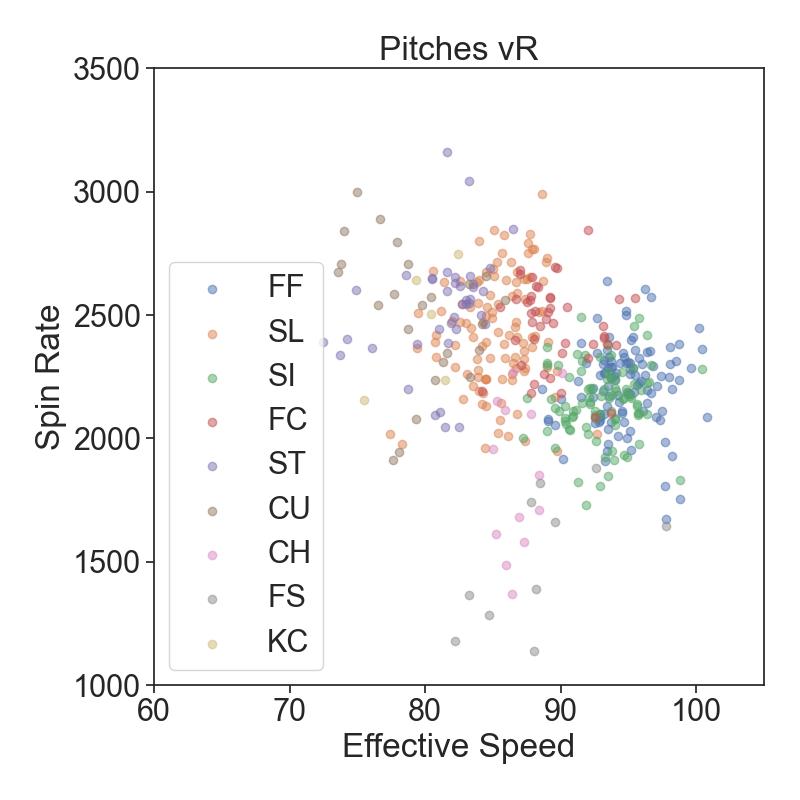 Pitches vR
3500
3000
2500
2000
1500
1000
Spin Rate
FF
SL
SI
FC
ST
CU
CH
FS
KC
60 70 80 90 100
Effective Speed